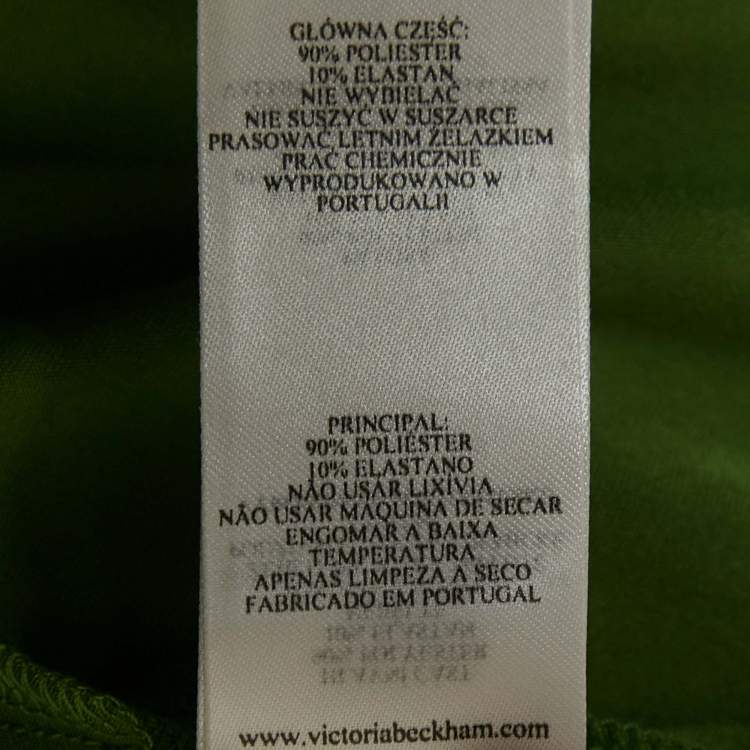 GŁÓWNA CZĘŚĆ:
90% POLIESTER
10% ELASTAN
NIE WYBIELAĆ
NIE SUSZYĆ W SUSZARCE
PRASOWAĆ LETNIM ŻELAZKIEM
PRAĆ CHEMICZNIE
WYPRODUKOWANO W
PORTUGALII
PRINCIPAL:
90% POLIÉSTER
10% ELASTANO
NÃO USAR LIXÍVIA
NÃO USAR MÁQUINA DE SECAR
ENGOMAR A BAIXA
TEMPERATURA
APENAS LIMPEZA A SECO
FABRICADO EM PORTUGAL
www.victoriabeckham.com